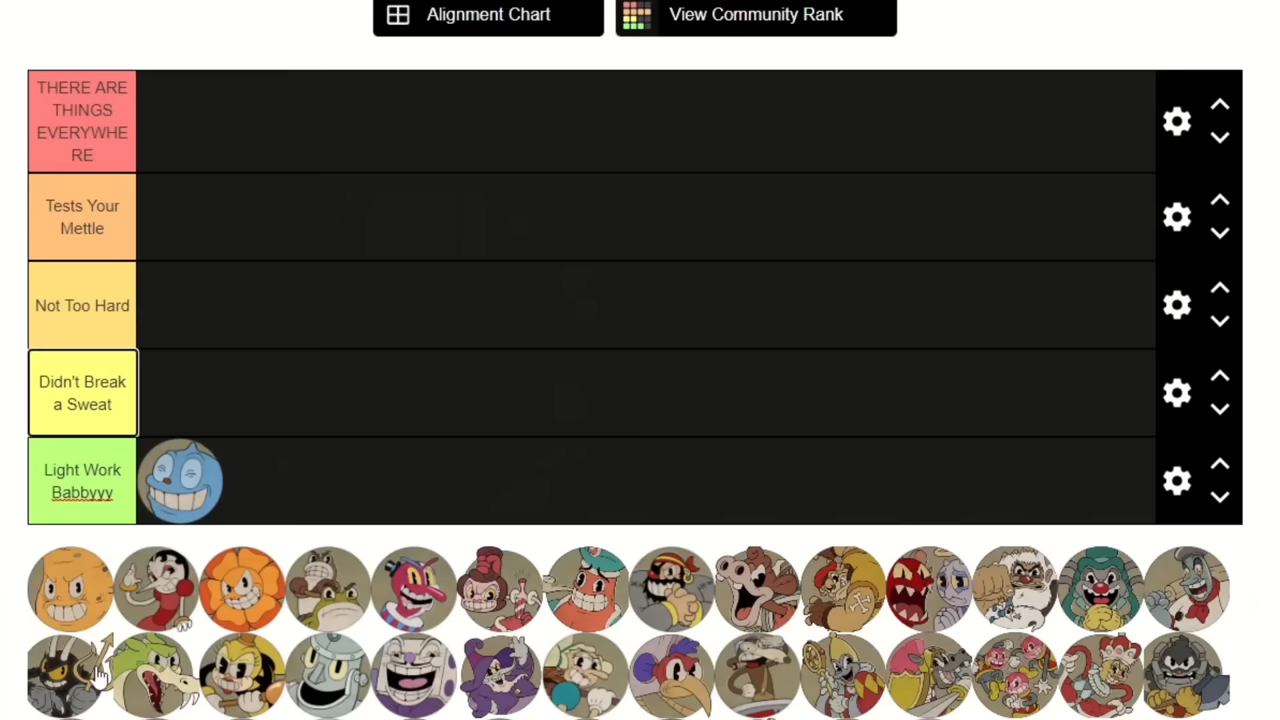 Alignment Chart
View Community Rank
THERE ARE
THINGS
EVERYWHE
RE
Tests Your
Mettle
Not Too Hard
Didn't Break
a Sweat
Light Work
Babbyyy